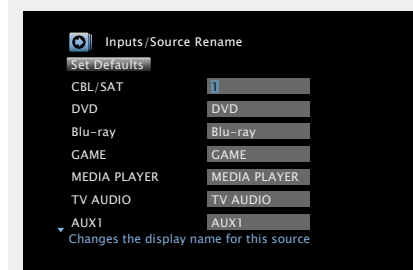 Inputs/Source Rename
Set Defaults
CBL/SAT 1
DVD DVD
Blu-ray Blu-ray
GAME GAME
MEDIA PLAYER MEDIA PLAYER
TV AUDIO TV AUDIO
AUX1 AUX1
Changes the display name for this source